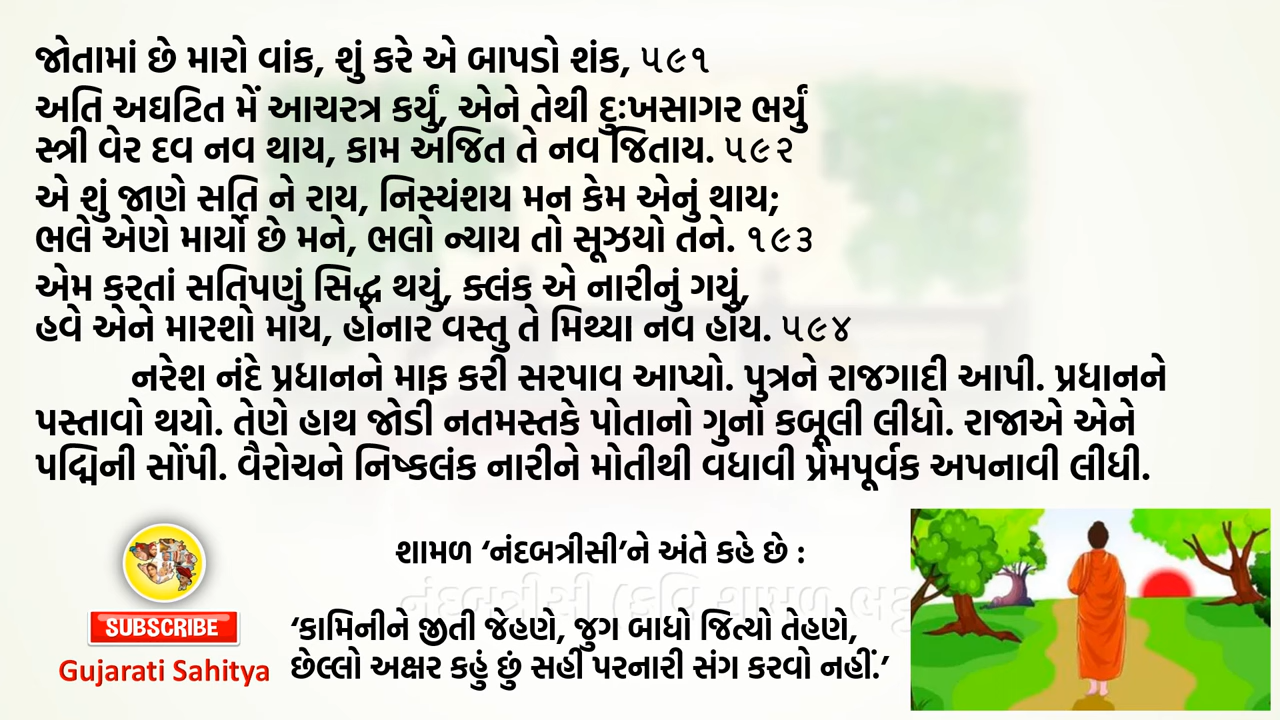 જોતામાં છે મારો વાંક, શું કરે એ બાપડો શંક, ૫૯૧
અતિ અઘટિત મેં આચરત્ર કર્યું, એને તેથી દુઃખસાગર ભર્યું
સ્ત્રી વેર દવ નવ થાય, કામ અજિત તે નવ જિતાય. ૫૯૨
એ શું જાણે સતિ ને રાય, નિસ્યંશય મન કેમ એનું થાય;
ભલે એણે માર્યો છે મને, ભલો ન્યાય તો સૂઝયો તને. ૧૯૩
એમ કરતાં સતિપણું સિદ્ધ થયું, ક્લંક એ નારીનું ગયું,
હવે એને મારશો માય, હોનાર વસ્તુ તે મિથ્યા નવ હોય. ૫૯૪
નરેશ નંદે પ્રધાનને માફ કરી સરપાવ આપ્યો. પુત્રને રાજગાદી આપી. પ્રધાનને
પસ્તાવો થયો. તેણે હાથ જોડી નતમસ્તકે પોતાનો ગુનો કબૂલી લીધો. રાજાએ એને
પદ્મિની સોંપી. વૈરોચને નિષ્કલંક નારીને મોતીથી વધાવી પ્રેમપૂર્વક અપનાવી લીધી.
શામળ ‘નંદબત્રીસી’ને અંતે કહે છે :
નંદબત્રીસી (કવિ શામળ ભટ્ટ
‘કામિનીને જીતી જેહણે, જુગ બાધો જિત્યો તેહણે,
છેલ્લો અક્ષર કહું છું સહી પરનારી સંગ કરવો નહીં.’
SUBSCRIBE
Gujarati Sahitya